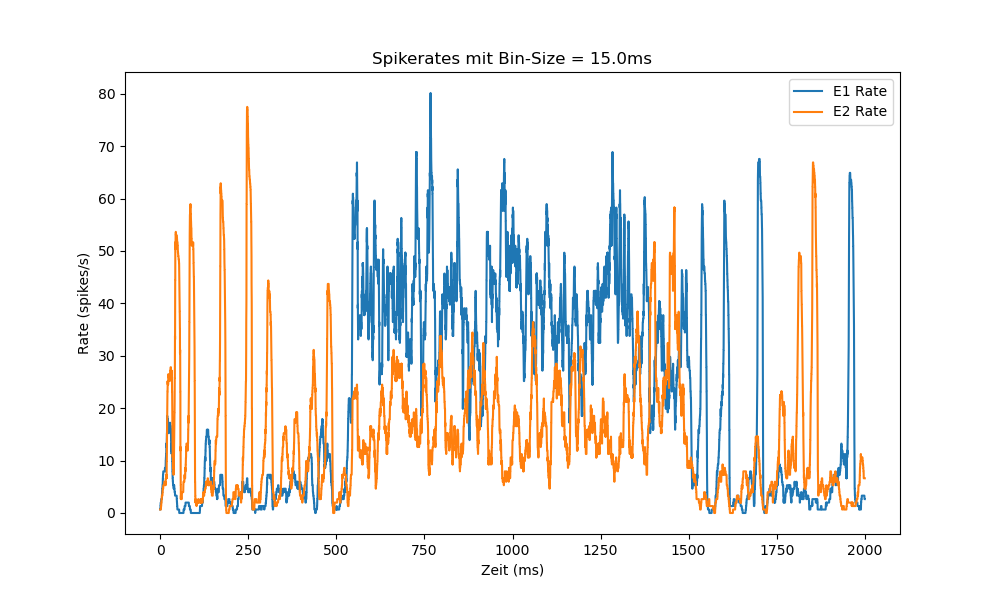 Spikerates mit Bin-Size = 15.0ms
E1 Rate
E2 Rate
80
70
60
50
40
30
20
10
0
Rate (spikes/s)
0 250 500 750 1000 1250 1500 1750 2000
Zeit (ms)